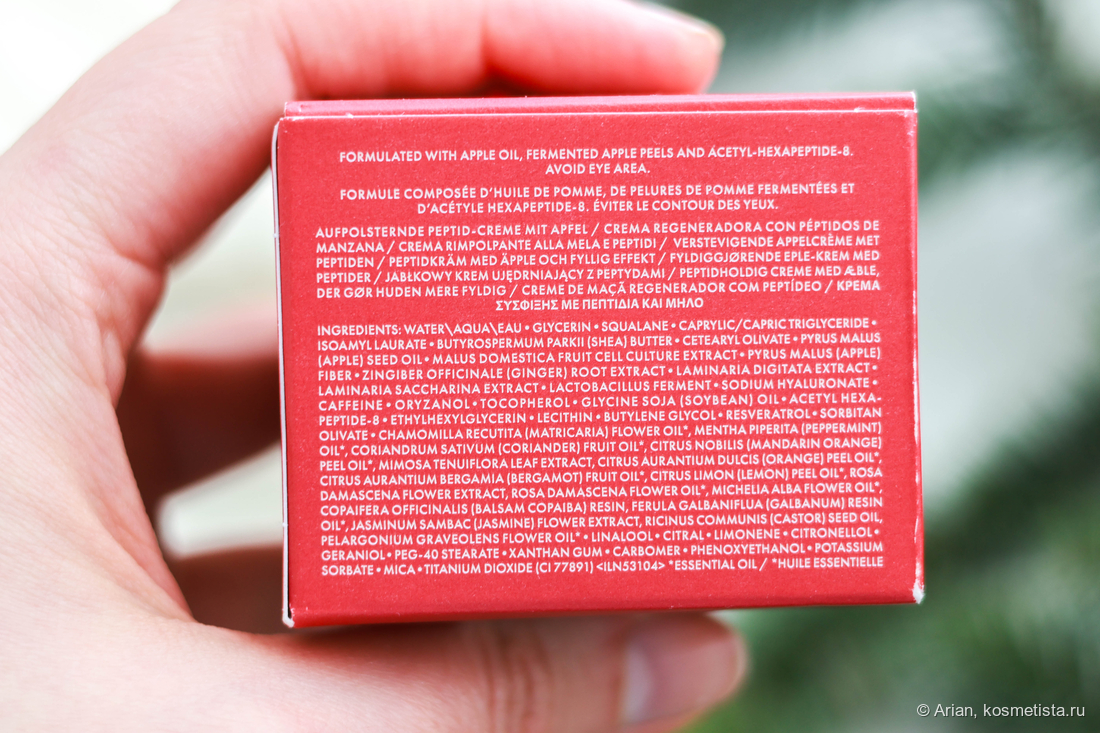 FORMULATED WITH APPLE OIL, FERMENTED APPLE PEELS AND ACETYL-HEXAPEPTIDE-8.
AVOID EYE AREA.
FORMULE COMPOSÉE D'HUILE DE POMME, DE PELURES DE POMME FERMENTÉES ET
D'ACÉTYLE HEXAPEPTIDE-8. ÉVITER LE CONTOUR DES YEUX.
AUFPOLSTERNDE PEPTID-CREME MIT APFEL / CREMA REGENERADORA CON PÉPTIDOS DE
MANZANA / CREMA RIMPOLPANTE ALLA MELA E PEPTIDI / VERSTEVIGENDE APPELCRÈME MET
PEPTIDEN / PEPTIDKRÄM MED ÄPPLE OCH FYLLIG EFFEKT / FYLDIGGJØRENDE EPLE-KREM MED
PEPTIDER / JABŁKOWY KREM UJĘDRNIAJĄCY Z PEPTYDAMI / PEPTIDHOLDIG CREME MED ÆBLE,
DER GØR HUDEN MERE FYLDIG / CREME DE MAÇÃ REGENERADOR COM PEPTÍDEO / ΚΡΕΜΑ
ΣΥΣΦΙΞΗΣ ΜΕ ΠΕΠΤΙΔΙΑ ΚΑΙ ΜΗΛΟ
INGREDIENTS: WATER\AQUA\EAU • GLYCERIN • SQUALANE • CAPRYLIC/CAPRIC TRIGLYCERIDE •
ISOAMYL LAURATE • BUTYROSPERMUM PARKII (SHEA) BUTTER • CETEARYL OLIVATE • PYRUS MALUS
(APPLE) SEED OIL • MALUS DOMESTICA FRUIT CELL CULTURE EXTRACT • PYRUS MALUS (APPLE)
FIBER • ZINGIBER OFFICINALE (GINGER) ROOT EXTRACT • LAMINARIA DIGITATA EXTRACT •
LAMINARIA SACCHARINA EXTRACT • LACTOBACILLUS FERMENT • SODIUM HYALURONATE •
CAFFEINE • ORYZANOL • TOCOPHEROL • GLYCINE SOJA (SOYBEAN) OIL • ACETYL HEXA-
PEPTIDE-8 • ETHYLHEXYLGLYCERIN • LECITHIN • BUTYLENE GLYCOL • RESVERATROL • SORBITAN
OLIVATE • CHAMOMILLA RECUTITA (MATRICARIA) FLOWER OIL*, MENTHA PIPERITA (PEPPERMINT)
OIL*, CORIANDRUM SATIVUM (CORIANDER) FRUIT OIL*, CITRUS NOBILIS (MANDARIN ORANGE)
PEEL OIL*, MIMOSA TENUIFLORA LEAF EXTRACT, CITRUS AURANTIUM DULCIS (ORANGE) PEEL OIL*,
CITRUS AURANTIUM BERGAMIA (BERGAMOT) FRUIT OIL*, CITRUS LIMON (LEMON) PEEL OIL*, ROSA
DAMASCENA FLOWER EXTRACT, ROSA DAMASCENA FLOWER OIL*, MICHELIA ALBA FLOWER OIL*,
COPAIFERA OFFICINALIS (BALSAM COPAIBA) RESIN, FERULA GALBANIFLUA (GALBANUM) RESIN
OIL*, JASMINUM SAMBAC (JASMINE) FLOWER EXTRACT, RICINUS COMMUNIS (CASTOR) SEED OIL,
PELARGONIUM GRAVEOLENS FLOWER OIL* • LINALOOL • CITRAL • LIMONENE • CITRONELLOL •
GERANIOL • PEG-40 STEARATE • XANTHAN GUM • CARBOMER • PHENOXYETHANOL • POTASSIUM
SORBATE • MICA • TITANIUM DIOXIDE (CI 77891) <ILN53104> *ESSENTIAL OIL / *HUILE ESSENTIELLE
© Arian, kosmetista.ru